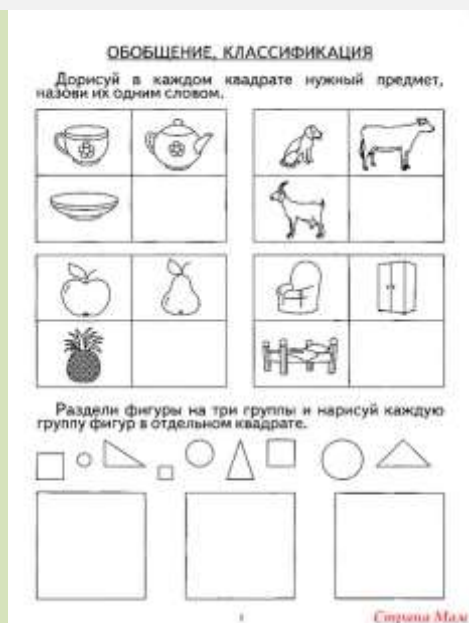 ОБОБЩЕНИЕ, КЛАССИФИКАЦИЯ
Дорисуй в каждом квадрате нужный предмет,
назови их одним словом.
Раздели фигуры на три группы и нарисуй каждую
группу фигур в отдельном квадрате.
Страна Мам